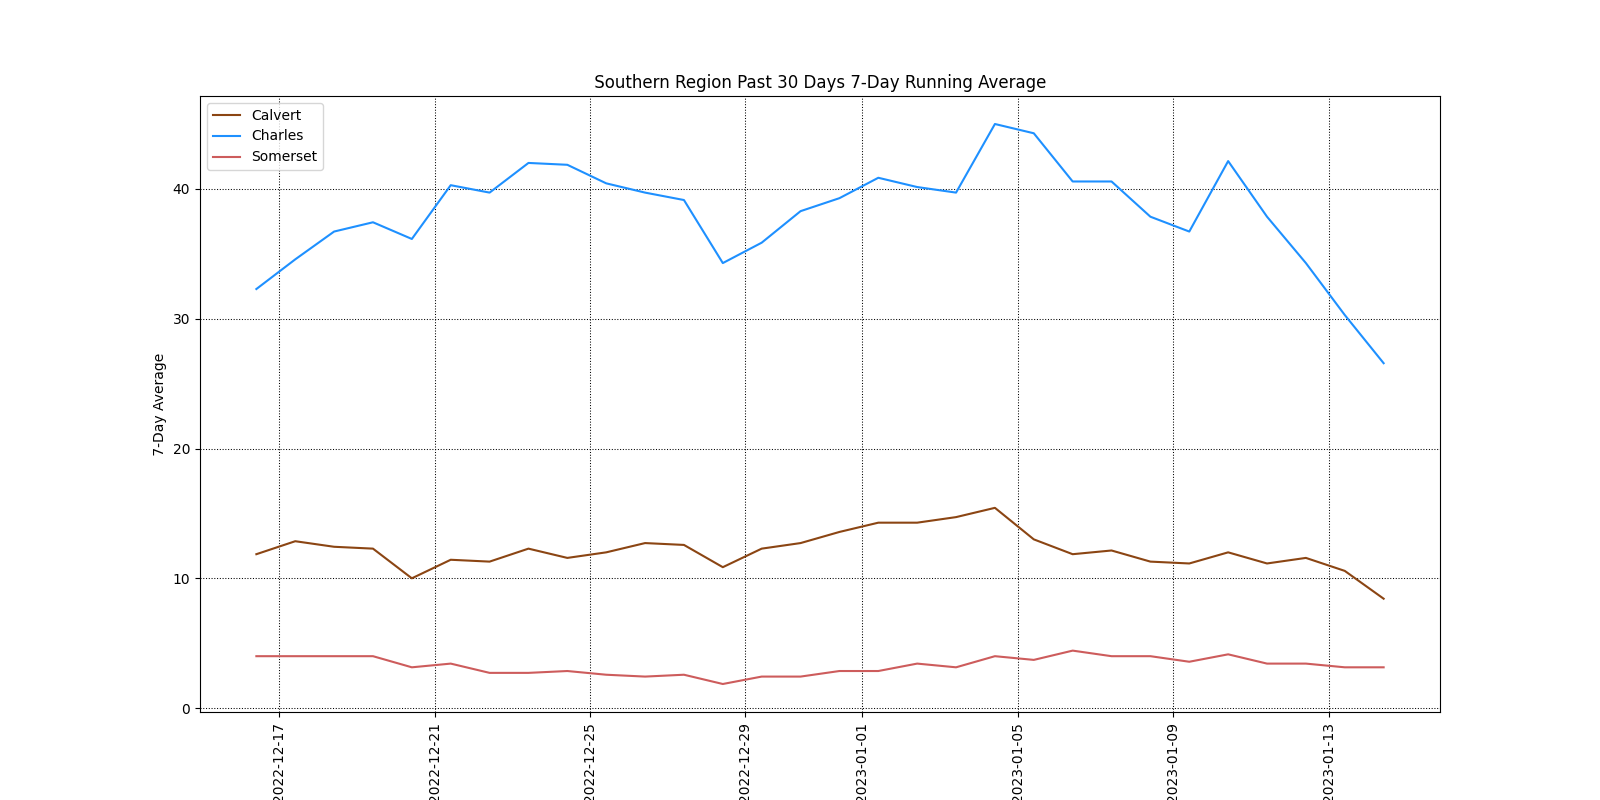 Southern Region Past 30 Days 7-Day Running Average
Calvert
Charles
Somerset
7-Day Average
40
30
20
10
0
2022-12-17
2022-12-21
2022-12-25
2022-12-29
2023-01-01
2023-01-05
2023-01-09
2023-01-13